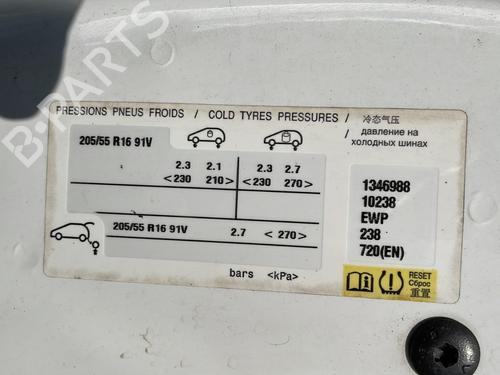 PRESSIONS PNEUS FROIDS / COLD TYRES PRESSURES / 冷态气压
давление на
холодных шинах
205/55 R16 91V
2.3 2.1 2.3 2.7
<230 210> <230 270>
205/55 R16 91V 2.7 <270>
bars <kPa>
1346988
10238
EWP
238
720(EN)
RESET
Сброс
重置
B-PARTS